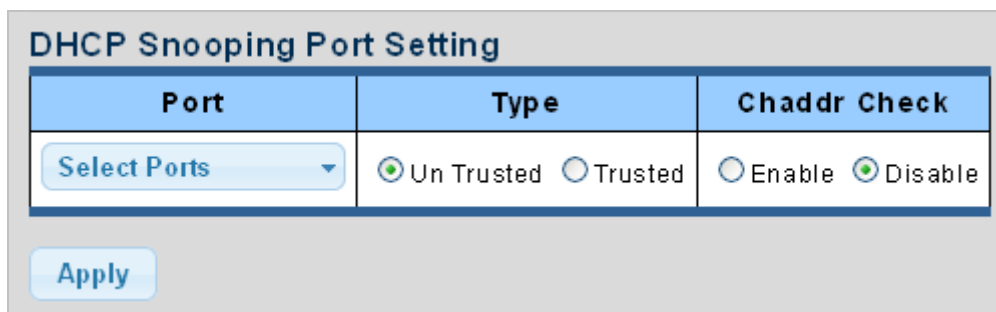 DHCP Snooping Port Setting
Port Type Chaddr Check
Select Ports Un Trusted Trusted Enable Disable
Apply